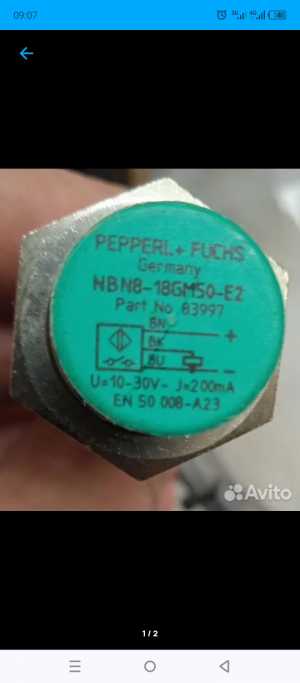 09:07
PEPPERL + FUCHS
Germany
NBN8-18GM50-E2
Part No 83997
BN
+
BK
BU
-
U=10-30V- J=200mA
EN 50 008-A23
Avito
1 / 2